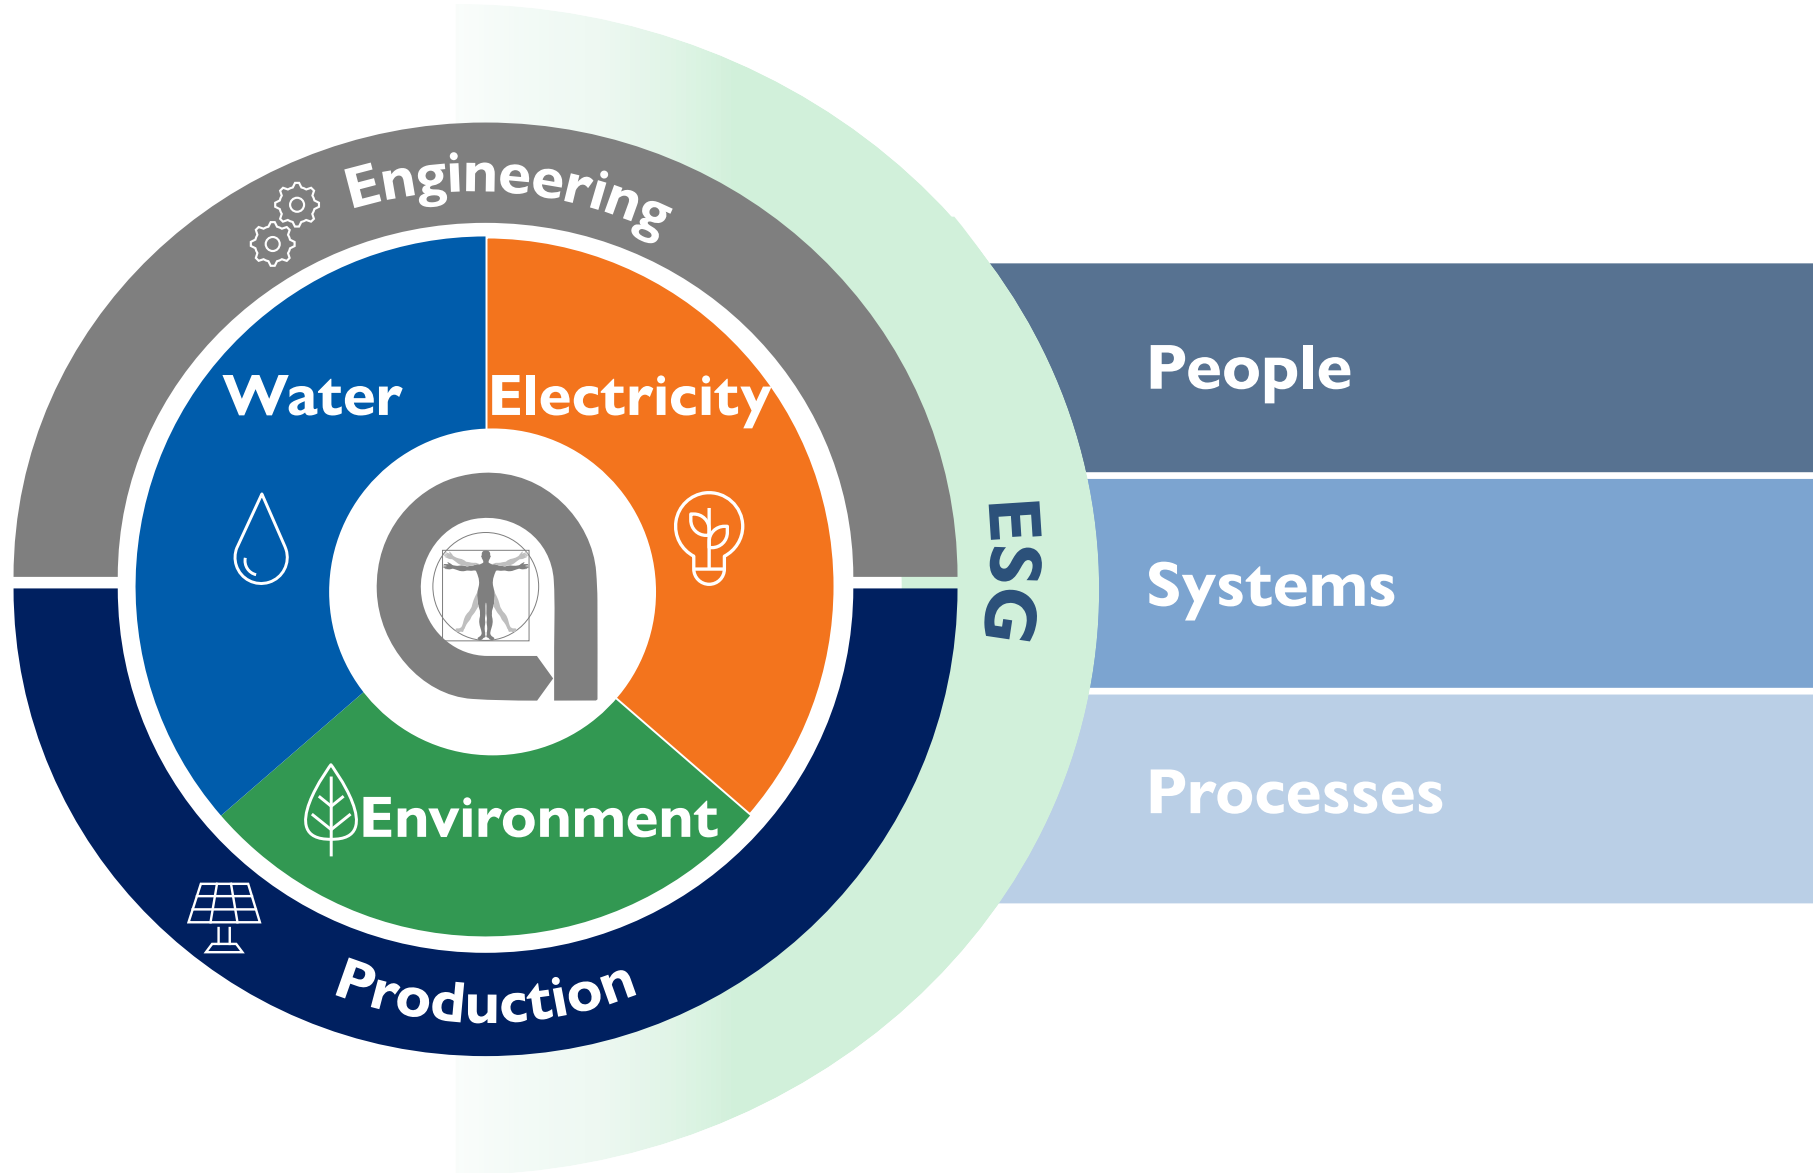 Engineering
Water
Electricity
Environment
Production
ESG
People
Systems
Processes